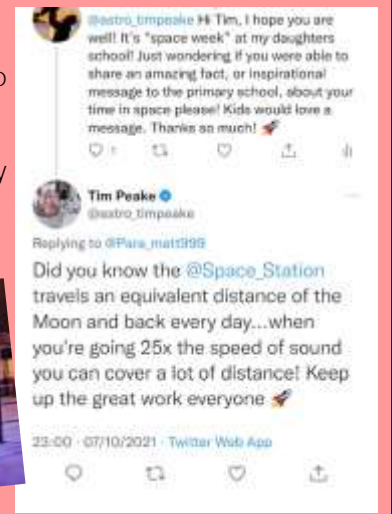 @astro_timpeake Hi Tim, I hope you are
well! It's "space week" at my daughters
school! Just wondering if you were able to
share an amazing fact, or inspirational
message to the primary school, about your
time in space please! Kids would love a
message. Thanks so much! 🚀
Tim Peake
@astro_timpeake
Replying to @Para_matt999
Did you know the @Space_Station
travels an equivalent distance of the
Moon and back every day...when
you're going 25x the speed of sound
you can cover a lot of distance! Keep
up the great work everyone 🚀
23:00 · 07/10/2021 · Twitter Web App